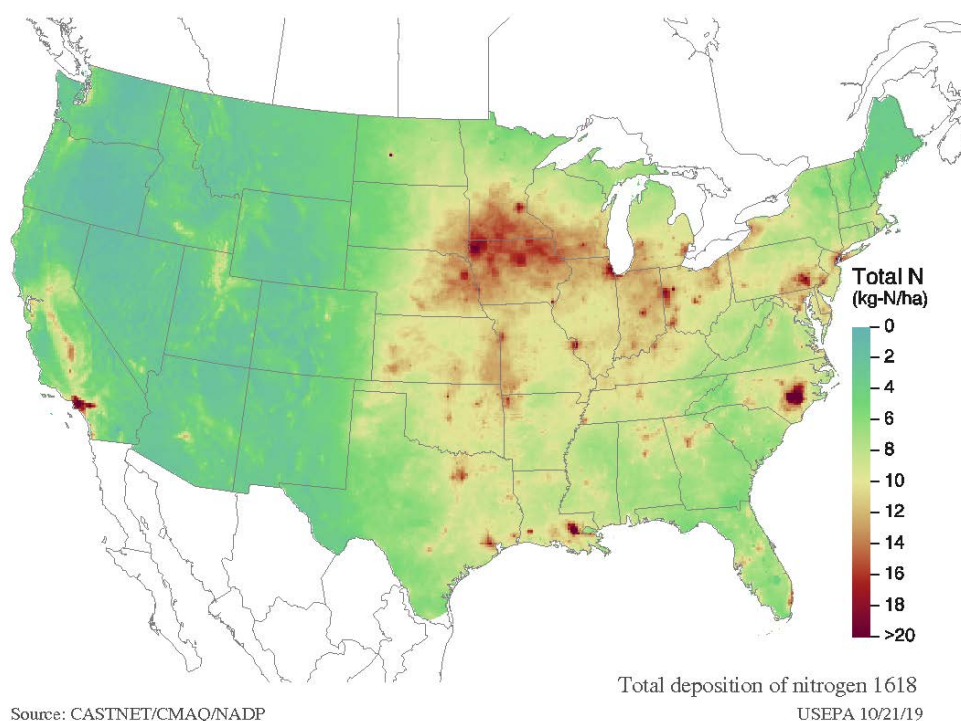 Total N
(kg-N/ha)
0
2
4
6
8
10
12
14
16
18
>20
Total deposition of nitrogen 1618
Source: CASTNET/CMAQ/NADP
USEPA 10/21/19